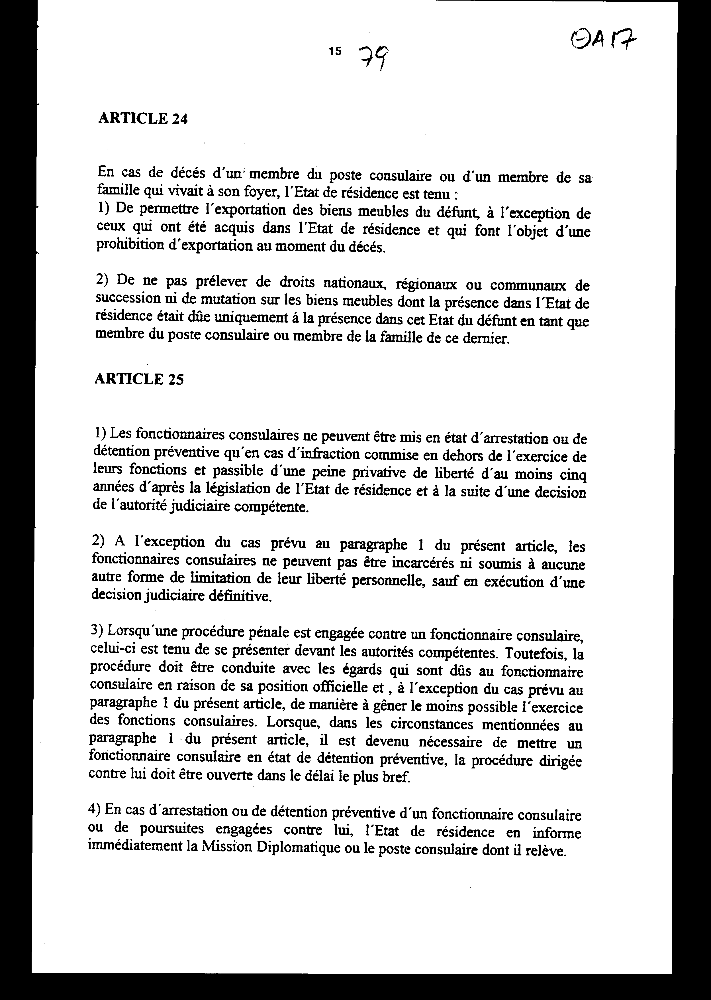 ΘΑ17
15 79
ARTICLE 24
En cas de décés d´un membre du poste consulaire ou d´un membre de sa
famille qui vivait à son foyer, l´Etat de résidence est tenu :
1) De permettre l´exportation des biens meubles du défunt, à l´exception de
ceux qui ont été acquis dans l´Etat de résidence et qui font l´objet d´une
prohibition d´exportation au moment du décés.
2) De ne pas prélever de droits nationaux, régionaux ou communaux de
succession ni de mutation sur les biens meubles dont la présence dans l´Etat de
résidence était dûe uniquement á la présence dans cet Etat du défunt en tant que
membre du poste consulaire ou membre de la famille de ce dernier.
ARTICLE 25
1) Les fonctionnaires consulaires ne peuvent être mis en état d´arrestation ou de
détention préventive qu´en cas d´infraction commise en dehors de l´exercice de
leurs fonctions et passible d´une peine privative de liberté d´au moins cinq
années d´après la législation de l´Etat de résidence et à la suite d´une decision
de l´autorité judiciaire compétente.
2) A l´exception du cas prévu au paragraphe 1 du présent article, les
fonctionnaires consulaires ne peuvent pas être incarcérés ni soumis à aucune
autre forme de limitation de leur liberté personnelle, sauf en exécution d´une
decision judiciaire définitive.
3) Lorsqu´une procédure pénale est engagée contre un fonctionnaire consulaire,
celui-ci est tenu de se présenter devant les autorités compétentes. Toutefois, la
procédure doit être conduite avec les égards qui sont dûs au fonctionnaire
consulaire en raison de sa position officielle et , à l´exception du cas prévu au
paragraphe 1 du présent article, de manière à gêner le moins possible l´exercice
des fonctions consulaires. Lorsque, dans les circonstances mentionnées au
paragraphe 1 du présent article, il est devenu nécessaire de mettre un
fonctionnaire consulaire en état de détention préventive, la procédure dirigée
contre lui doit être ouverte dans le délai le plus bref.
4) En cas d´arrestation ou de détention préventive d´un fonctionnaire consulaire
ou de poursuites engagées contre lui, l´Etat de résidence en informe
immédiatement la Mission Diplomatique ou le poste consulaire dont il relève.